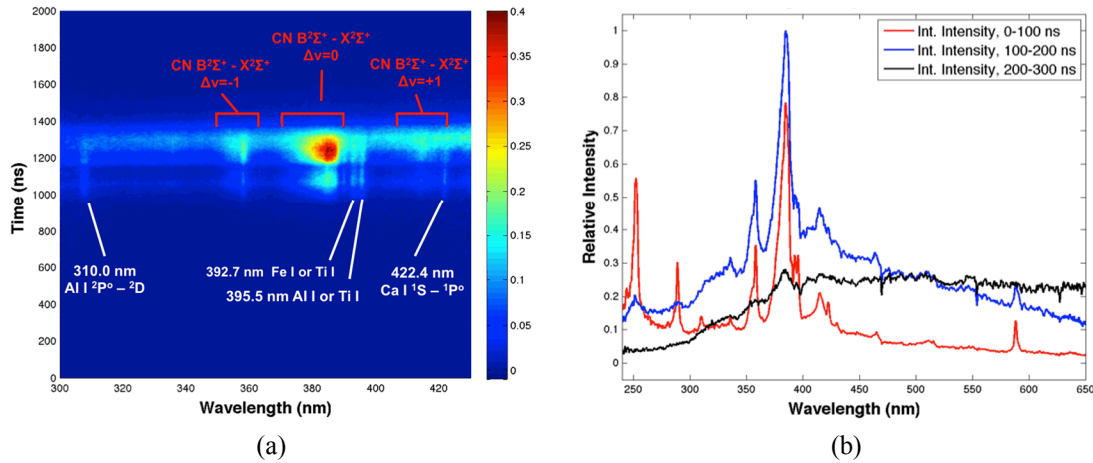 2000
1800
1600
1400
1200
1000
800
600
400
200
0
Time (ns)
300
320
340
360
380
400
420
Wavelength (nm)
CN B²Σ⁺ - X²Σ⁺
Δv=-1
CN B²Σ⁺ - X²Σ⁺
Δv=0
CN B²Σ⁺ - X²Σ⁺
Δv=+1
310.0 nm
Al I ²Pᵒ – ²D
392.7 nm Fe I or Ti I
395.5 nm Al I or Ti I
422.4 nm
Ca I ¹S – ¹Pᵒ
0.4
0.35
0.3
0.25
0.2
0.15
0.1
0.05
0
(a)
Int. Intensity, 0-100 ns
Int. Intensity, 100-200 ns
Int. Intensity, 200-300 ns
Relative Intensity
1
0.9
0.8
0.7
0.6
0.5
0.4
0.3
0.2
0.1
0
250
290
300
350
400
450
500
550
600
650
Wavelength (nm)
(b)